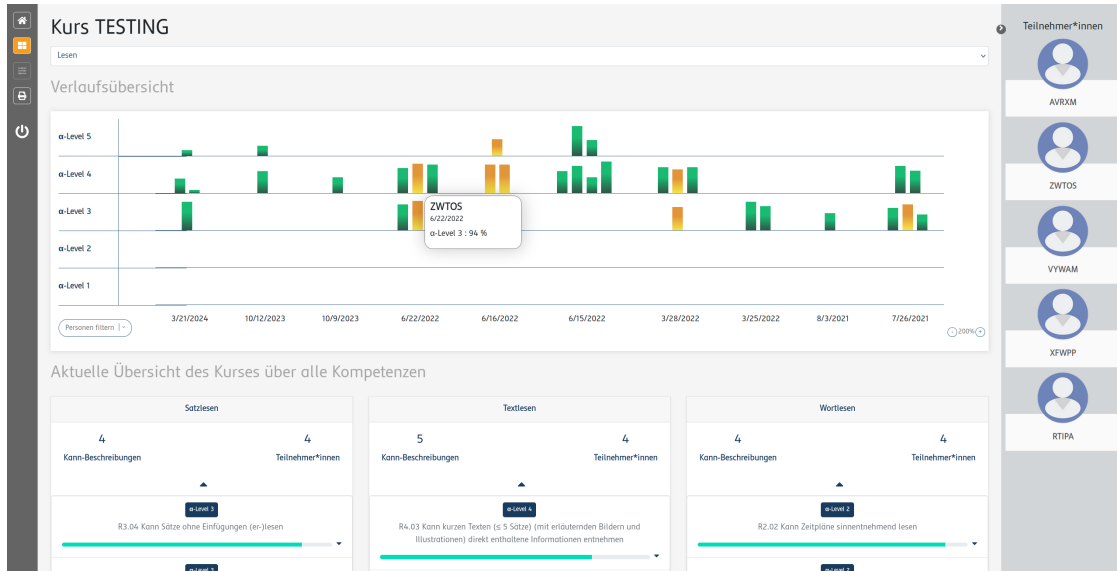 Kurs TESTING
Lesen
Verlaufsübersicht
α-Level 5
α-Level 4
α-Level 3
α-Level 2
α-Level 1
ZWTOS
6/22/2022
α-Level 3 : 94 %
3/21/2024 10/12/2023 10/9/2023 6/22/2022 6/16/2022 6/15/2022 3/28/2022 3/25/2022 8/3/2021 7/26/2021
Personen filtern
200%
Aktuelle Übersicht des Kurses über alle Kompetenzen
Satzlesen
4 4
Kann-Beschreibungen Teilnehmer*innen
α-Level 3
R3.04 Kann Sätze ohne Einfügungen (er-)lesen
α-Level 3
Textlesen
5 4
Kann-Beschreibungen Teilnehmer*innen
α-Level 4
R4.03 Kann kurzen Texten (≤ 5 Sätze) (mit erläuternden Bildern und
Illustrationen) direkt enthaltene Informationen entnehmen
Wortlesen
4 4
Kann-Beschreibungen Teilnehmer*innen
α-Level 2
R2.02 Kann Zeitpläne sinnentnehmend lesen
α-Level 2
Teilnehmer*innen
AVRXM
ZWTOS
VYWAM
XFWPP
RTIPA